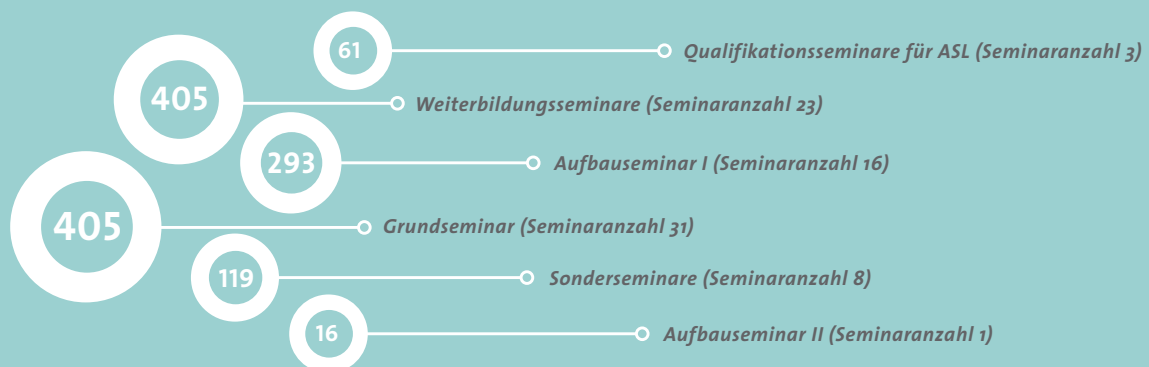 61 Qualifikationsseminare für ASL (Seminaranzahl 3)
405 Weiterbildungsseminare (Seminaranzahl 23)
293 Aufbauseminar I (Seminaranzahl 16)
405 Grundseminar (Seminaranzahl 31)
119 Sonderseminare (Seminaranzahl 8)
16 Aufbauseminar II (Seminaranzahl 1)